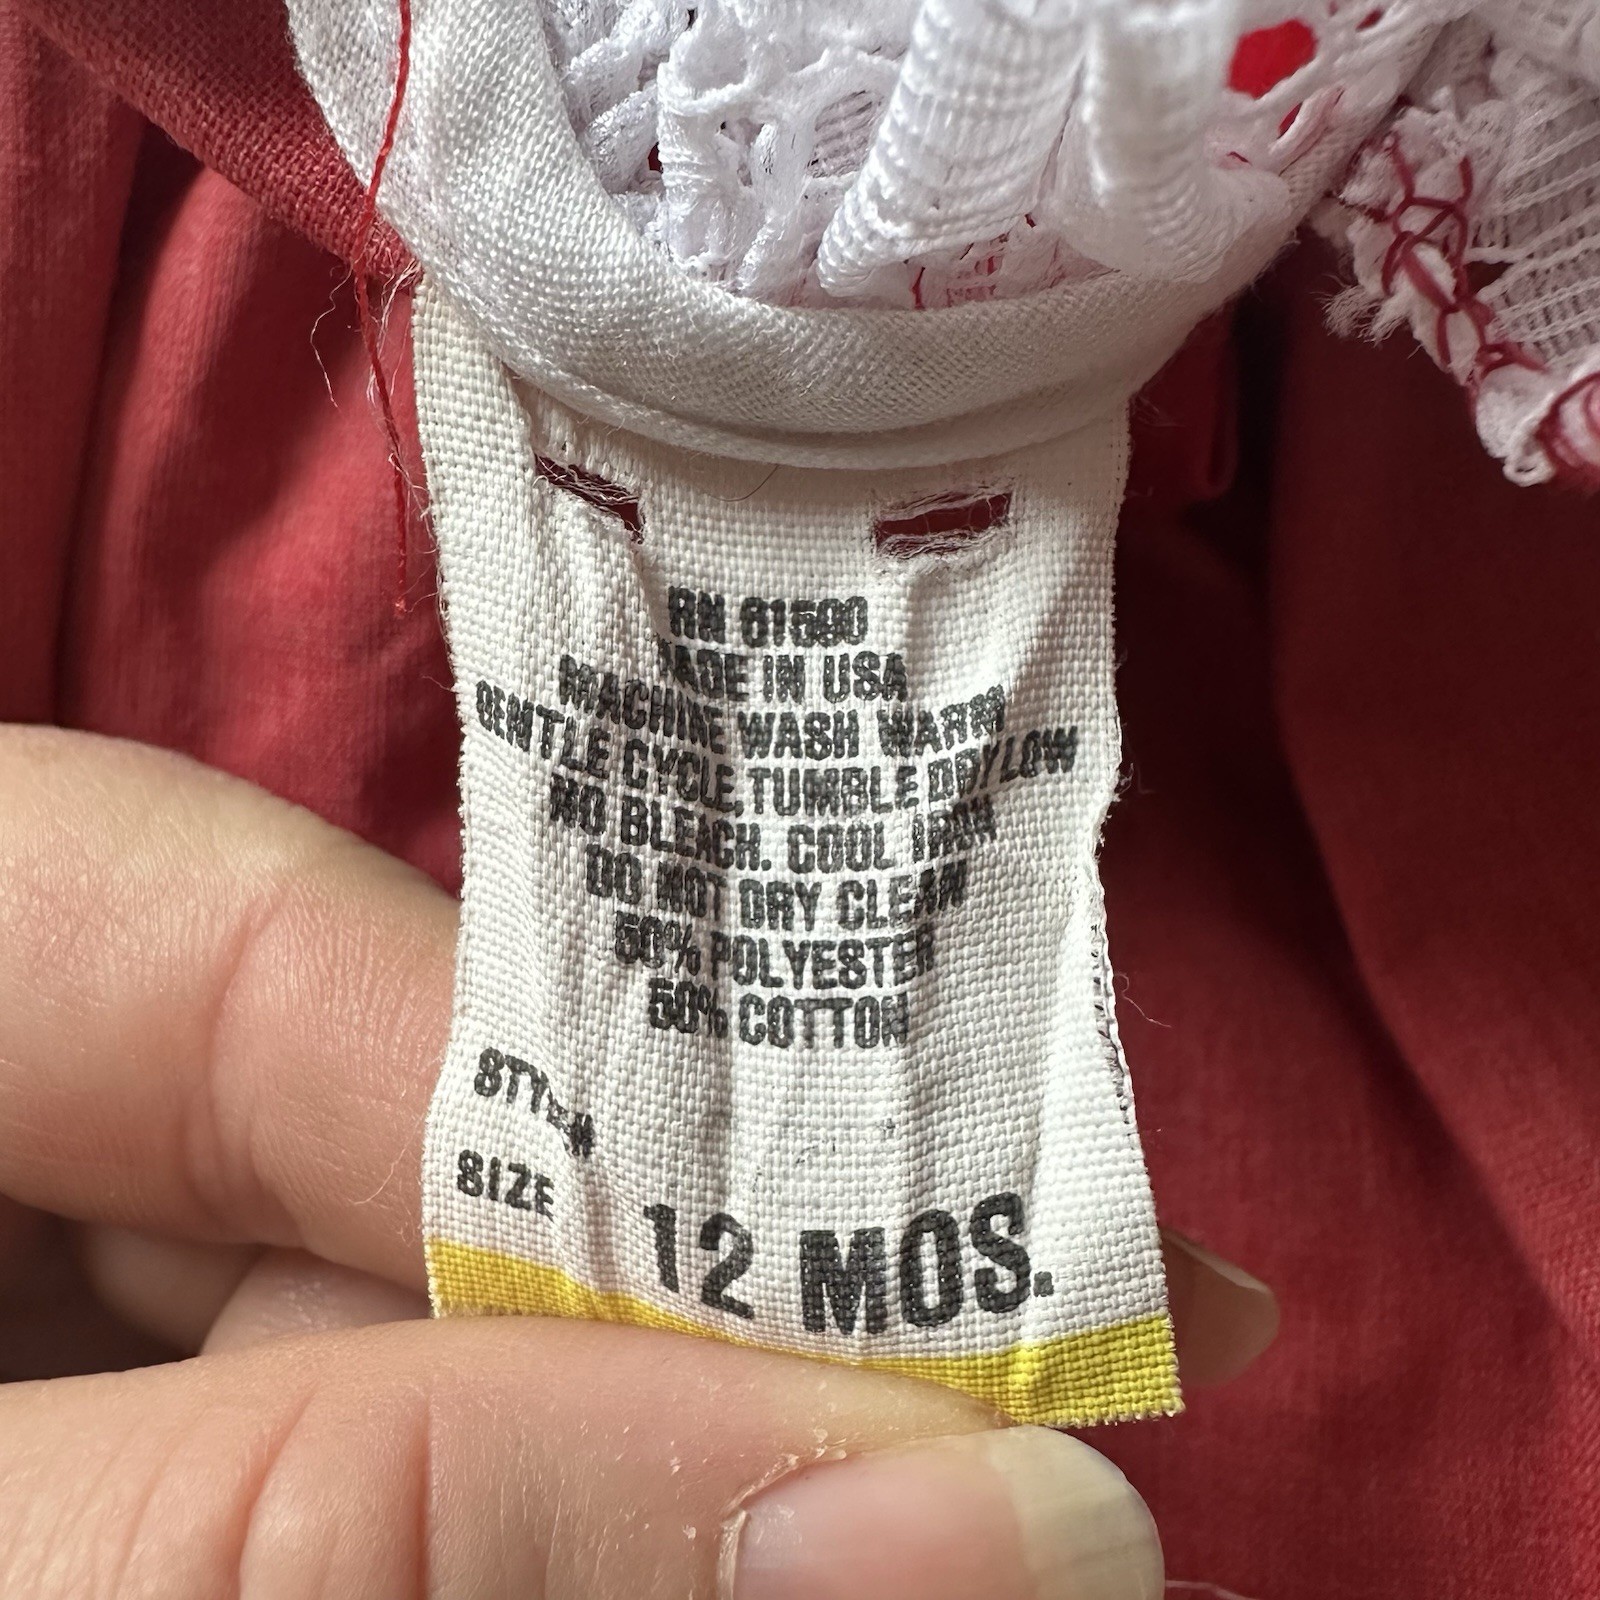 RN 61590
MADE IN USA
MACHINE WASH WARM
GENTLE CYCLE, TUMBLE DRY LOW
NO BLEACH. COOL IRON
DO NOT DRY CLEAN
50% POLYESTER
50% COTTON
STYLE#
SIZE 12 MOS.